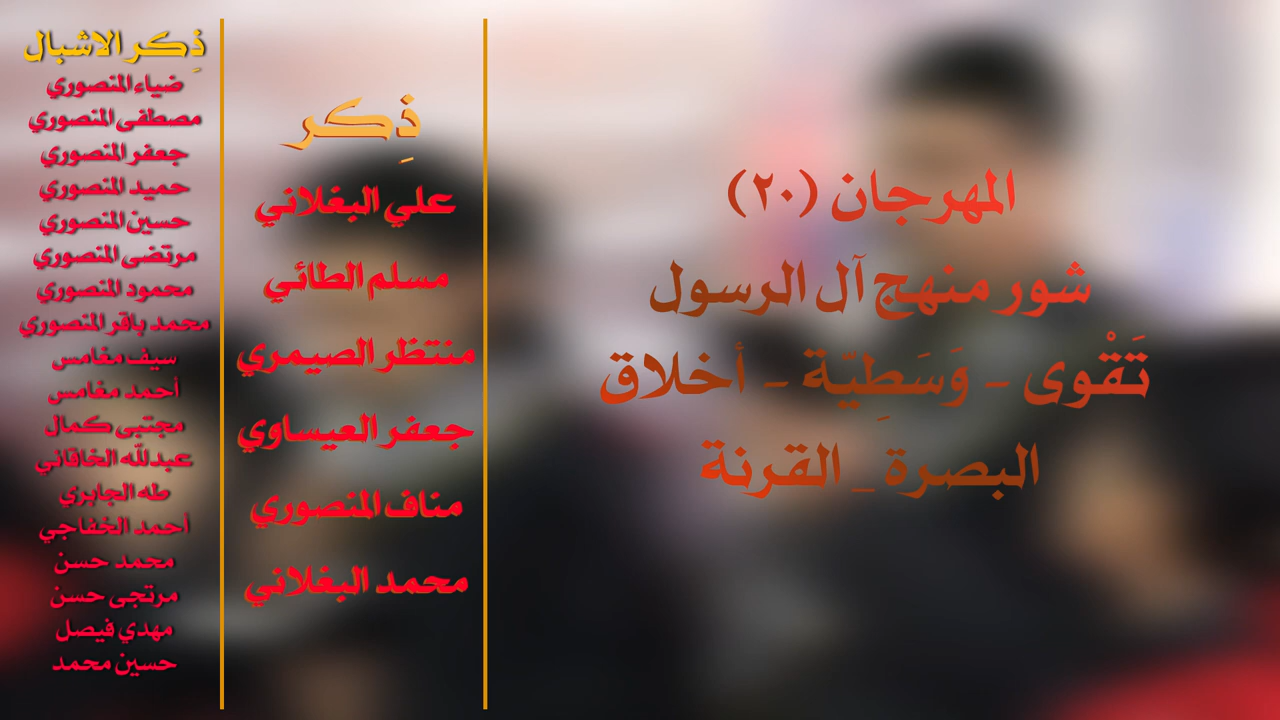 المهرجان (٢٠)
شور منهج آل الرسول
تَقْوى - وَسَطِيّة - أخلاق
البصرة _ القرنة
ذِكر
علي البغلاني
مسلم الطائي
منتظر الصيمري
جعفر العيساوي
مناف المنصوري
محمد البغلاني
ذِكر الاشبال
ضياء المنصوري
مصطفى المنصوري
جعفر المنصوري
حميد المنصوري
حسين المنصوري
مرتضى المنصوري
محمود المنصوري
محمد باقر المنصوري
سيف مغامس
أحمد مغامس
مجتبى كمال
عبدلله الخاقاني
طه الجابري
أحمد الخفاجي
محمد حسن
مرتجى حسن
مهدي فيصل
حسين محمد